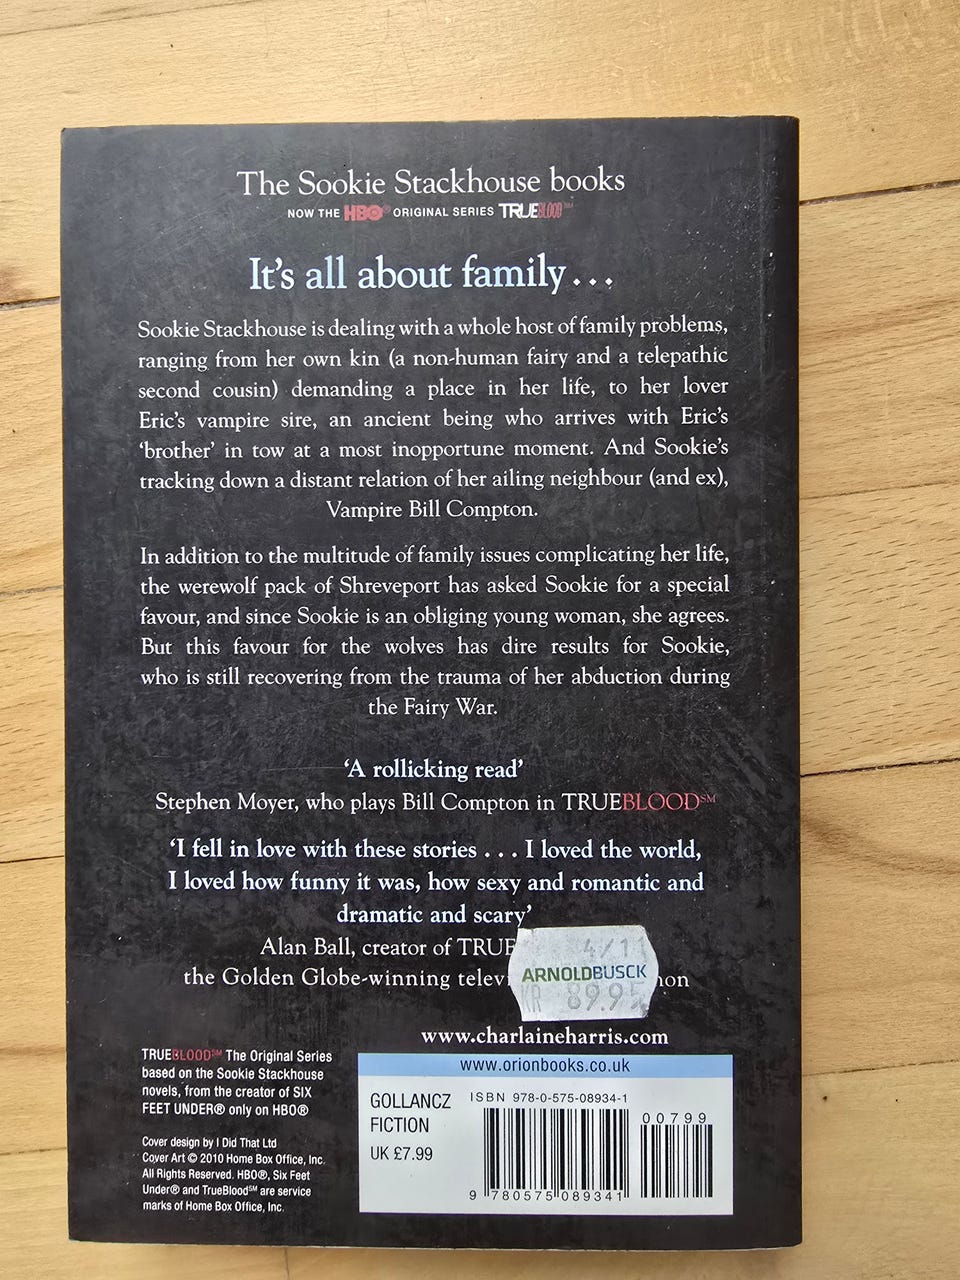 The Sookie Stackhouse books
NOW THE HBO® ORIGINAL SERIES TRUEBLOOD℠
It's all about family . . .
Sookie Stackhouse is dealing with a whole host of family problems,
ranging from her own kin (a non-human fairy and a telepathic
second cousin) demanding a place in her life, to her lover
Eric's vampire sire, an ancient being who arrives with Eric's
'brother' in tow at a most inopportune moment. And Sookie's
tracking down a distant relation of her ailing neighbour (and ex),
Vampire Bill Compton.
In addition to the multitude of family issues complicating her life,
the werewolf pack of Shreveport has asked Sookie for a special
favour, and since Sookie is an obliging young woman, she agrees.
But this favour for the wolves has dire results for Sookie,
who is still recovering from the trauma of her abduction during
the Fairy War.
'A rollicking read'
Stephen Moyer, who plays Bill Compton in TRUEBLOOD℠
'I fell in love with these stories . . . I loved the world,
I loved how funny it was, how sexy and romantic and
dramatic and scary'
Alan Ball, creator of TRUE
4/11
the Golden Globe-winning
ARNOLDBUSCK
KR 89.95
www.charlaineharris.com
TRUEBLOOD℠ The Original Series
based on the Sookie Stackhouse
novels, from the creator of SIX
FEET UNDER® only on HBO®
Cover design by I Did That Ltd
Cover Art © 2010 Home Box Office, Inc.
All Rights Reserved. HBO®, Six Feet
Under® and TrueBlood℠ are service
marks of Home Box Office, Inc.
www.orionbooks.co.uk
GOLLANCZ
FICTION
UK £7.99
ISBN 978-0-575-08934-1
00799
9 780575 089341